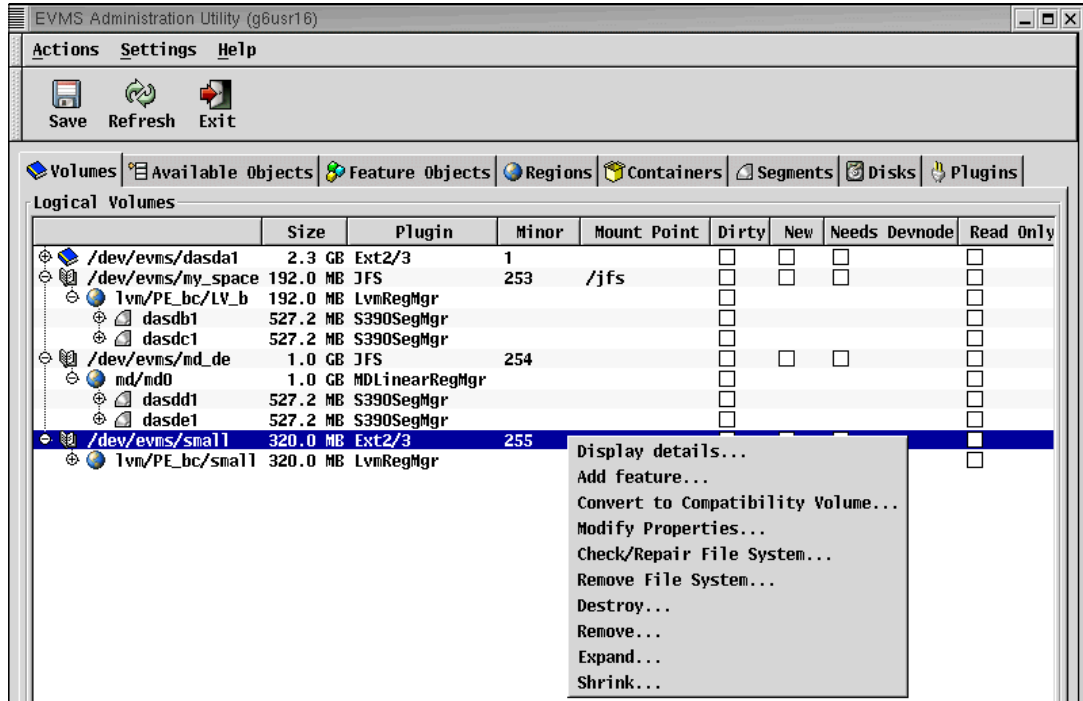 EVMS Administration Utility (g6usr16)
Actions Settings Help
Save Refresh Exit
Volumes Available Objects Feature Objects Regions Containers Segments Disks Plugins
Logical Volumes
Size Plugin Minor Mount Point Dirty New Needs Devnode Read Only
/dev/evms/dasda1 2.3 GB Ext2/3 1
/dev/evms/my_space 192.0 MB JFS 253 /jfs
lvm/PE_bc/LV_b 192.0 MB LvmRegMgr
dasdb1 527.2 MB S390SegMgr
dasdc1 527.2 MB S390SegMgr
/dev/evms/md_de 1.0 GB JFS 254
md/md0 1.0 GB MDLinearRegMgr
dasdd1 527.2 MB S390SegMgr
dasde1 527.2 MB S390SegMgr
/dev/evms/small 320.0 MB Ext2/3 255
lvm/PE_bc/small 320.0 MB LvmRegMgr
Display details...
Add feature...
Convert to Compatibility Volume...
Modify Properties...
Check/Repair File System...
Remove File System...
Destroy...
Remove...
Expand...
Shrink...